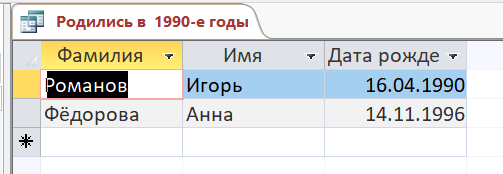 Родились в 1990-е годы
Фамилия Имя Дата рожде
Романов Игорь 16.04.1990
Фёдорова Анна 14.11.1996